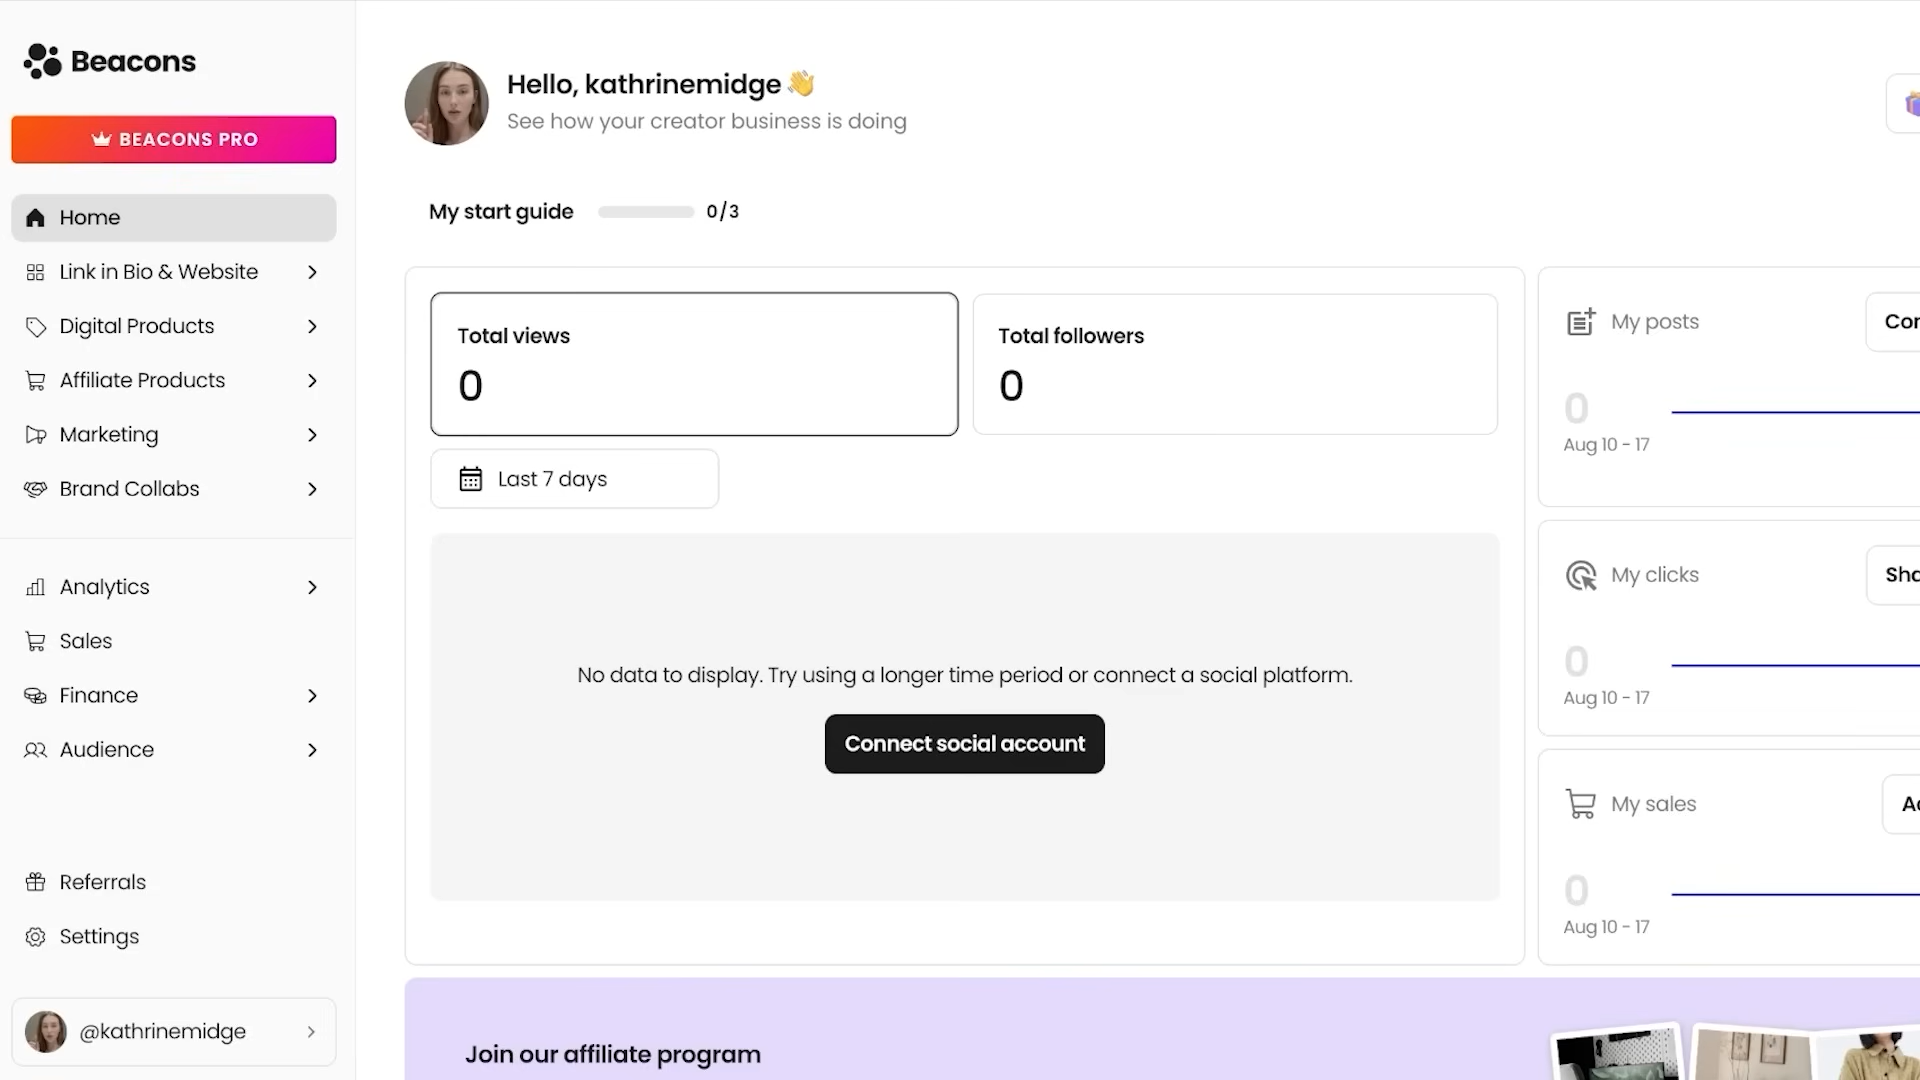 Beacons
BEACONS PRO
Home
Link in Bio & Website
Digital Products
Affiliate Products
Marketing
Brand Collabs
Analytics
Sales
Finance
Audience
Referrals
Settings
@kathrinemidge
Hello, kathrinemidge 👋
See how your creator business is doing
My start guide 0/3
Total views
0
Total followers
0
Last 7 days
No data to display. Try using a longer time period or connect a social platform.
Connect social account
My posts
0
Aug 10 - 17
My clicks
0
Aug 10 - 17
My sales
0
Aug 10 - 17
Join our affiliate program